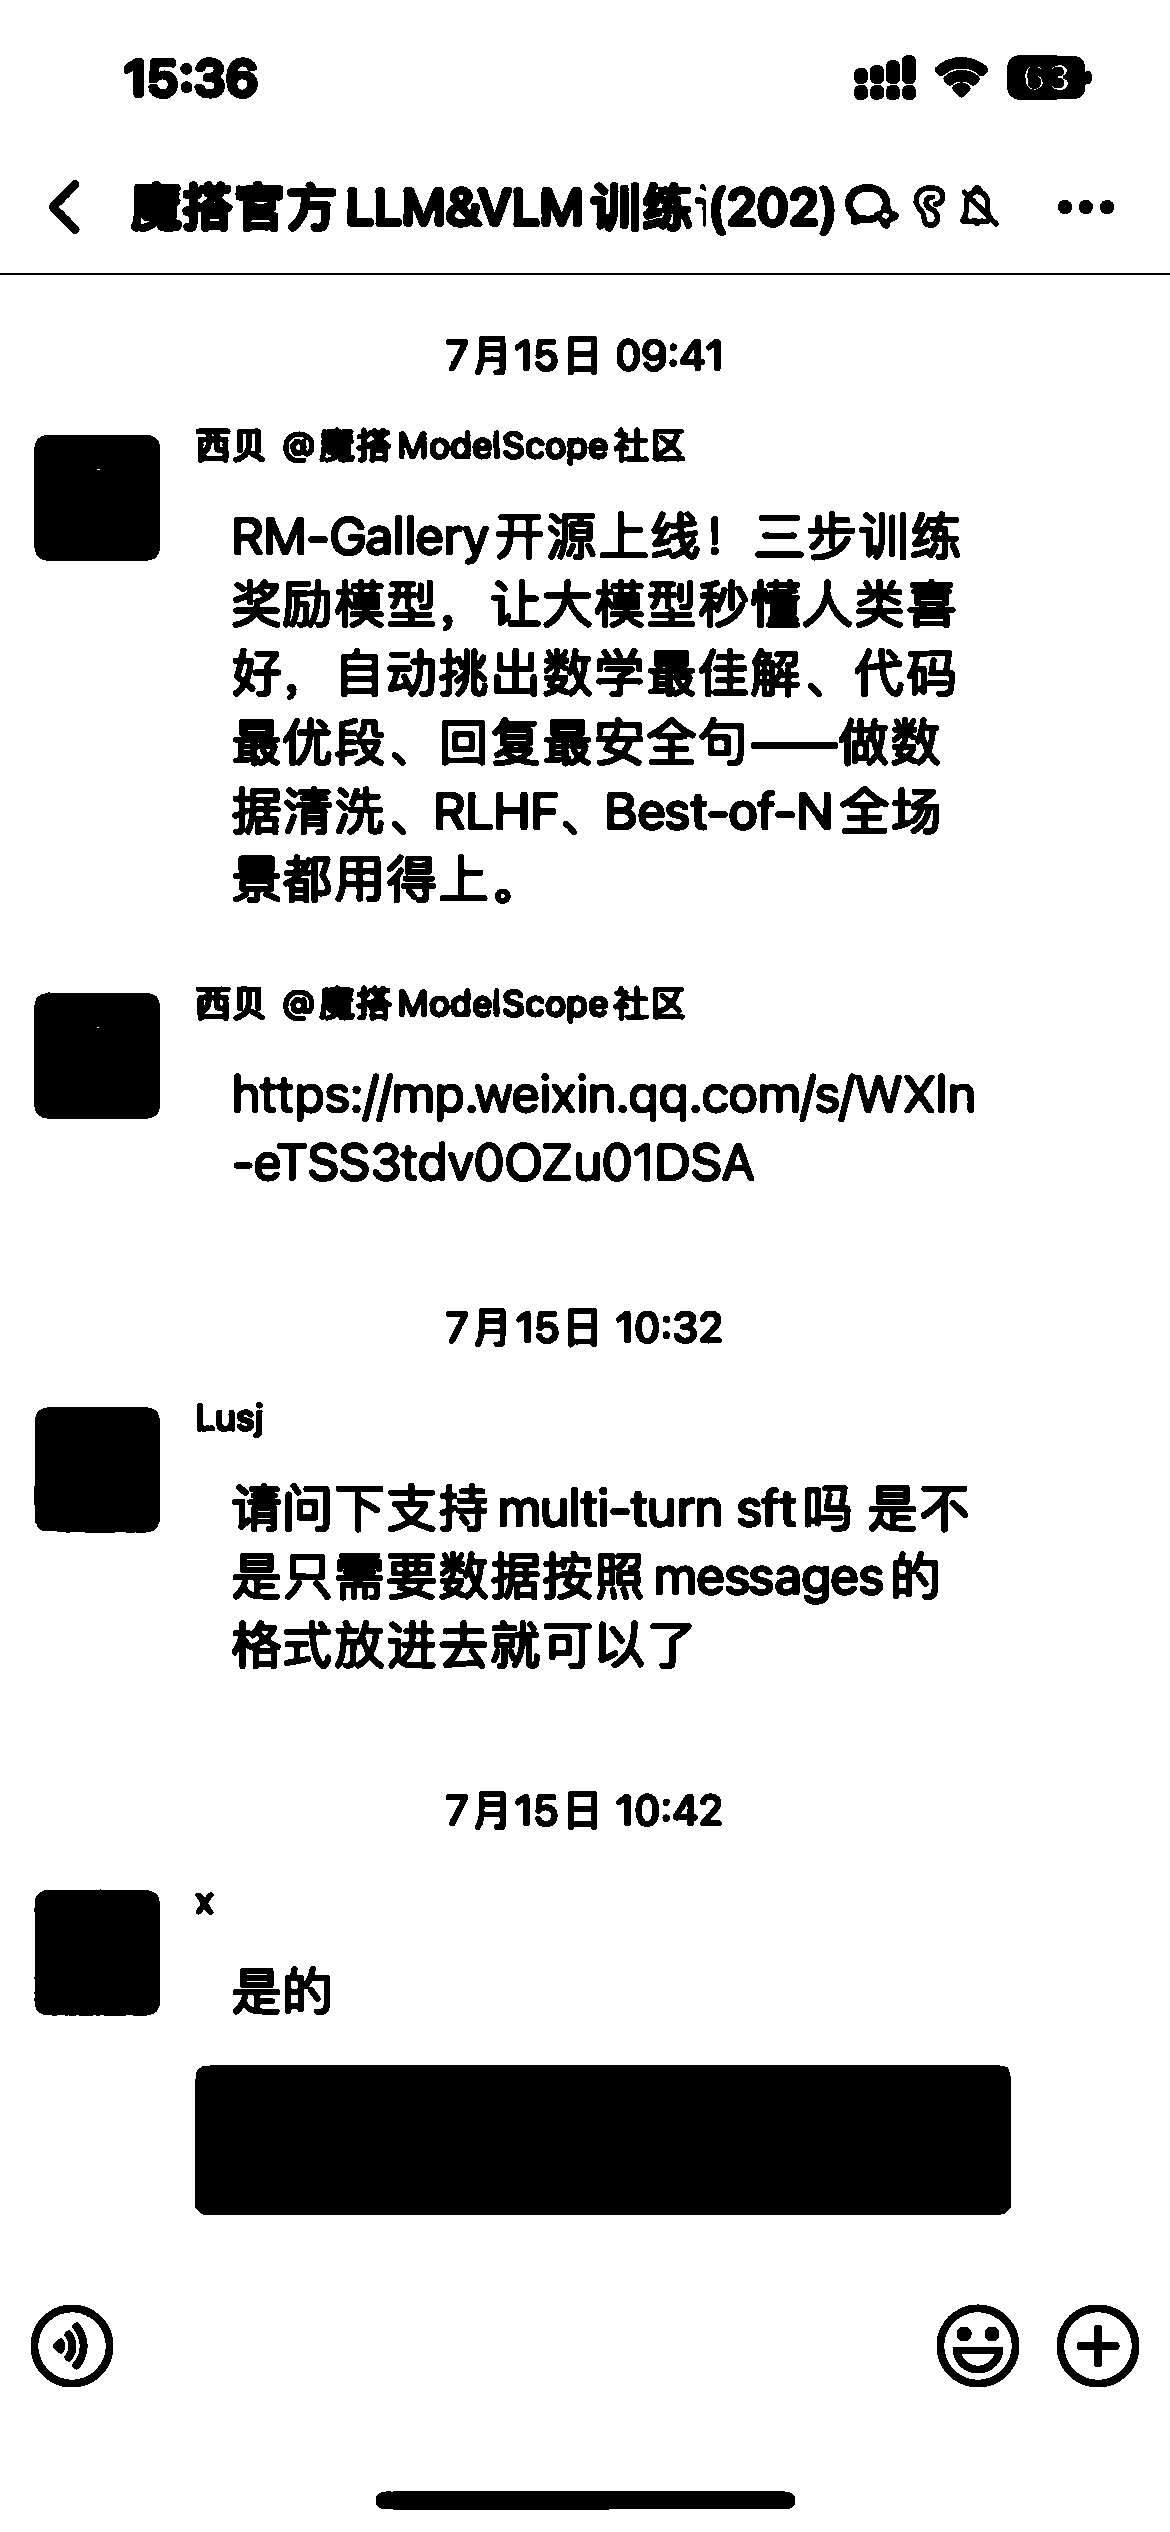 15:36
63
魔搭官方LLM&VLM训练(202)
7月15日 09:41
西贝 @魔搭ModelScope社区
RM-Gallery开源上线！三步训练
奖励模型，让大模型秒懂人类喜
好，自动挑出数学最佳解、代码
最优段、回复最安全句——做数
据清洗、RLHF、Best-of-N全场
景都用得上。
西贝 @魔搭ModelScope社区
https://mp.weixin.qq.com/s/WXln
-eTSS3tdv0OZu01DSA
7月15日 10:32
Lusj
请问下支持multi-turn sft吗 是不
是只需要数据按照messages的
格式放进去就可以了
7月15日 10:42
x
是的